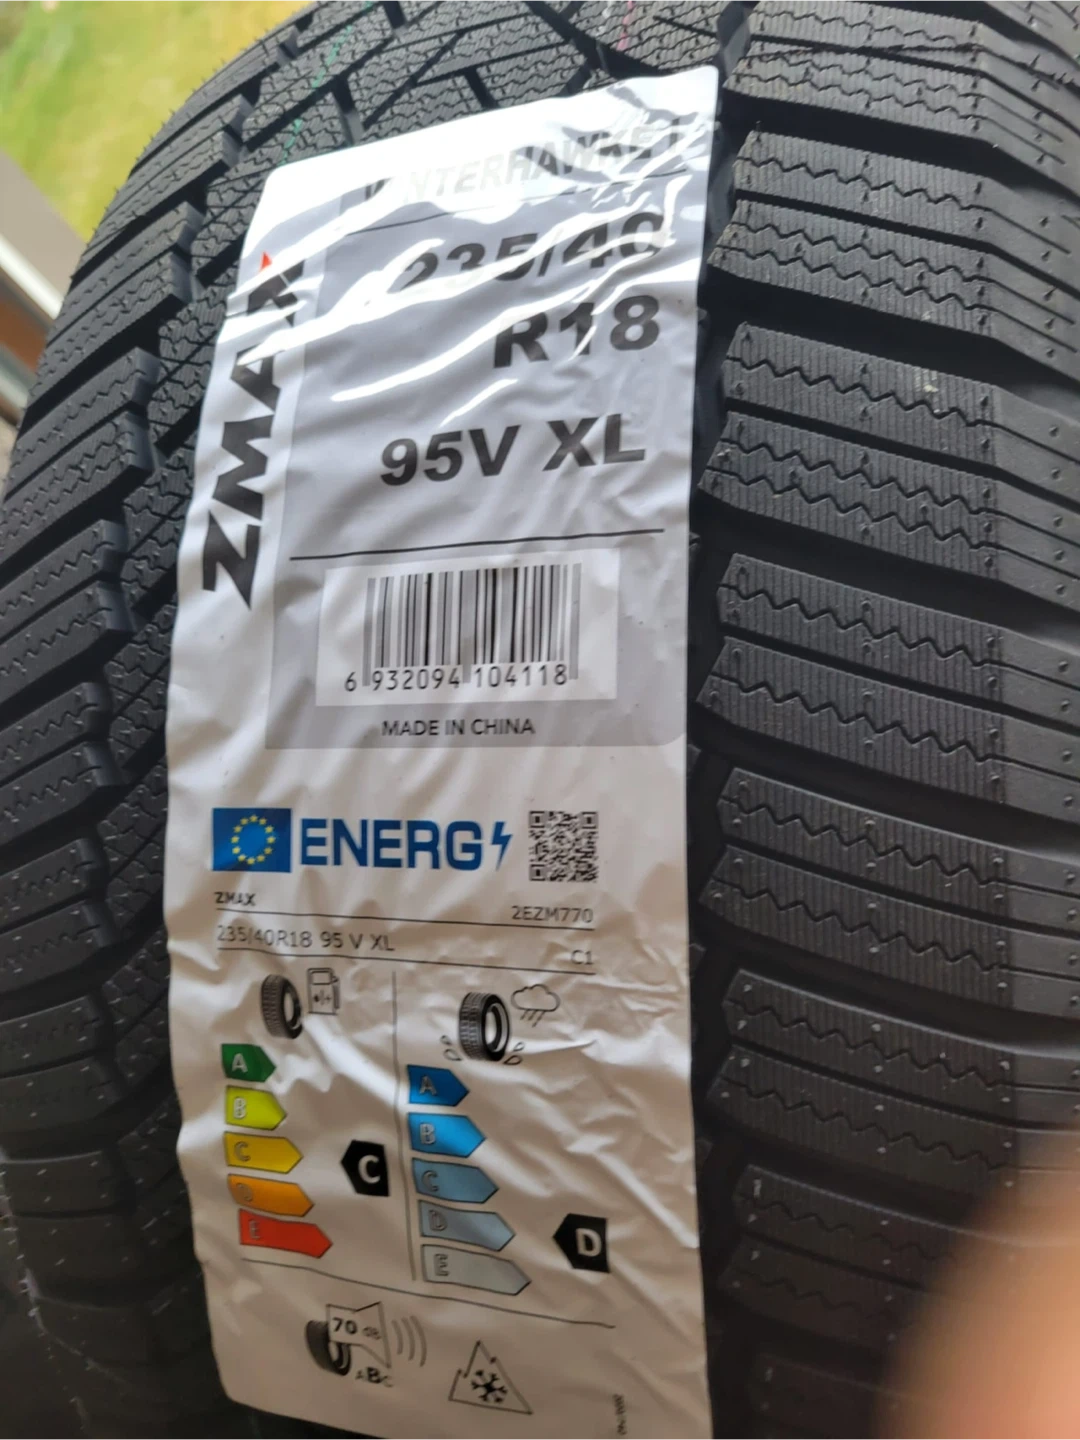 WINTERHAWKE I
235/40
R18
95V XL
ZMAX
6 932094 104118
MADE IN CHINA
ENERG
ZMAX
2EZM770
235/40R18 95 V XL
C1
A
B
C
D
E
C
A
B
C
D
E
D
70 dB
ABC